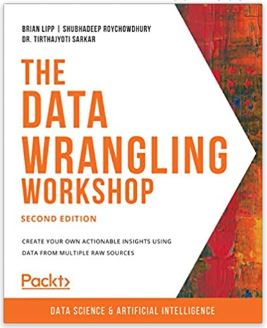 BRIAN LIPP | SHUBHADEEP ROYCHOWDHURY
DR. TIRTHAJYOTI SARKAR
THE
DATA
WRANGLING
WORKSHOP
SECOND EDITION
CREATE YOUR OWN ACTIONABLE INSIGHTS USING
DATA FROM MULTIPLE RAW SOURCES
Packt>
DATA SCIENCE & ARTIFICIAL INTELLIGENCE